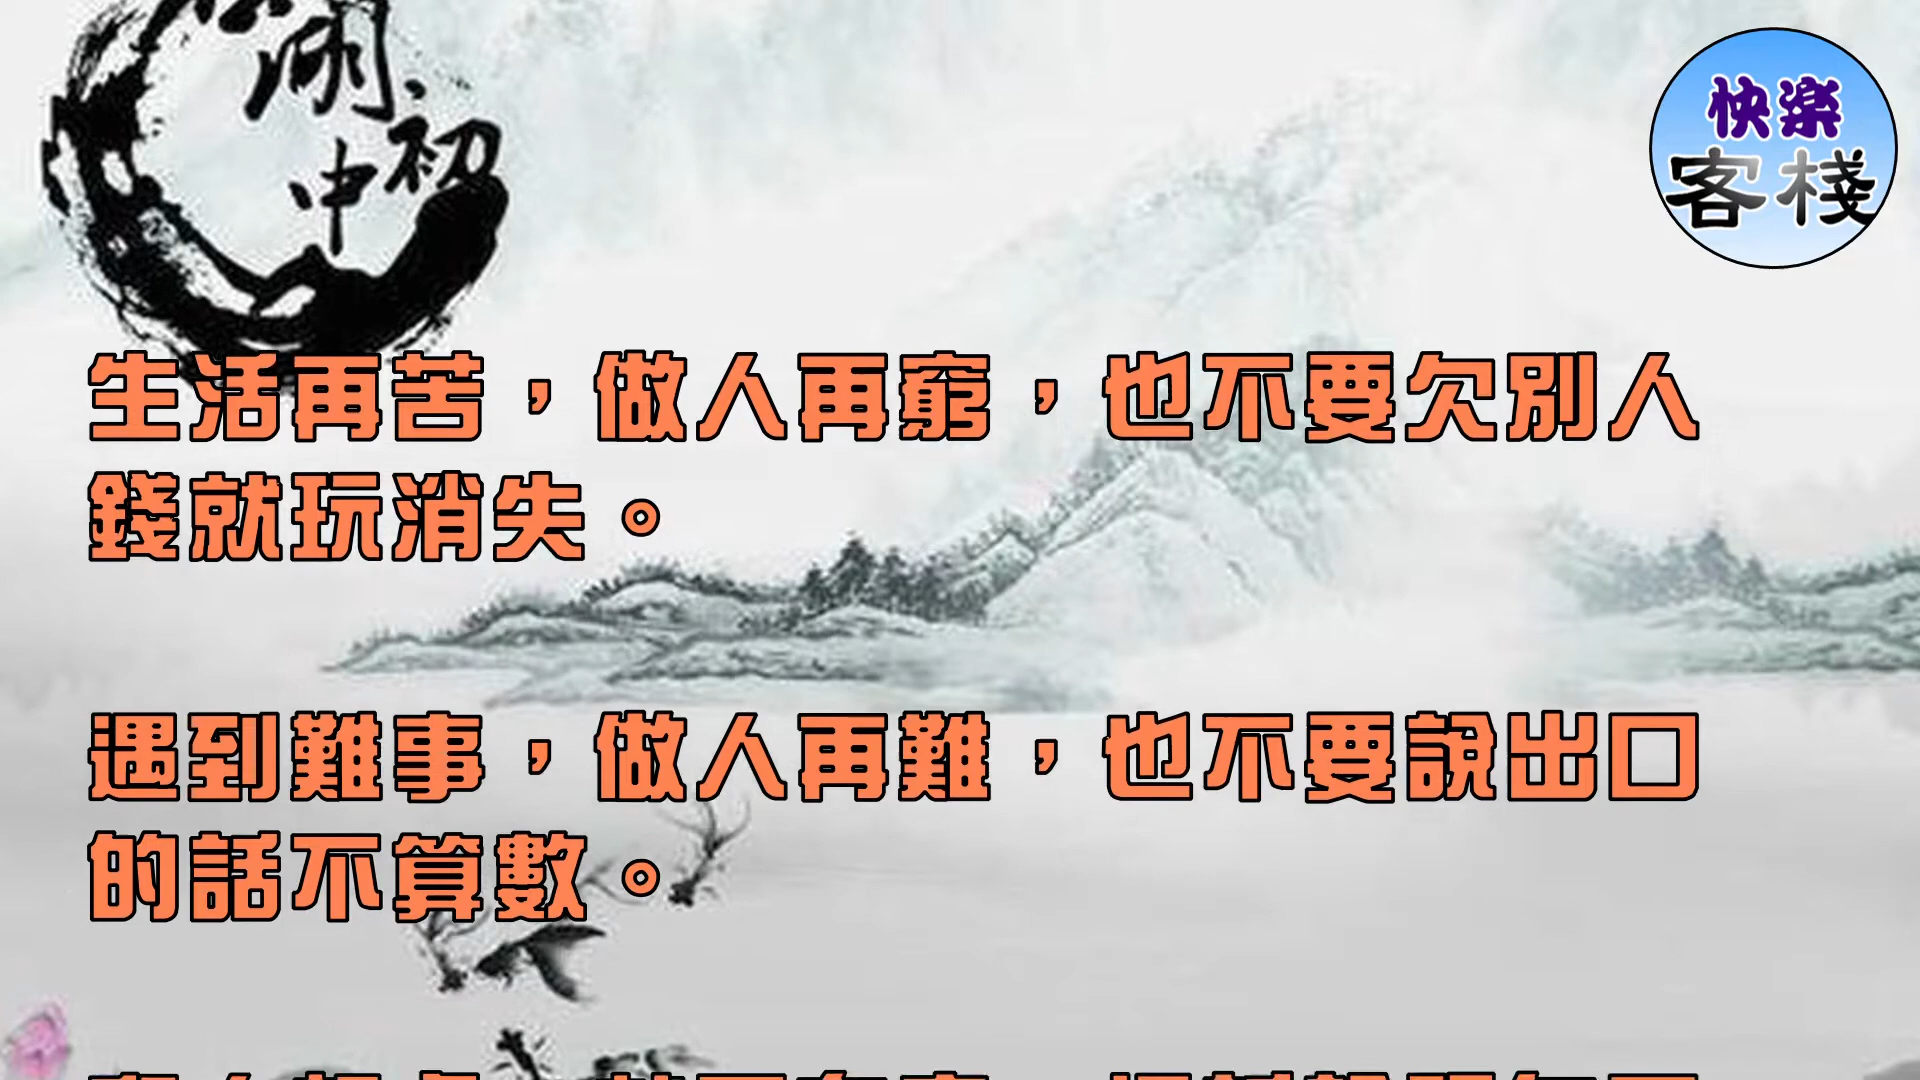 快樂
客棧
中初
生活再苦，做人再窮，也不要欠別人
錢就玩消失。
遇到難事，做人再難，也不要說出口
的話不算數。